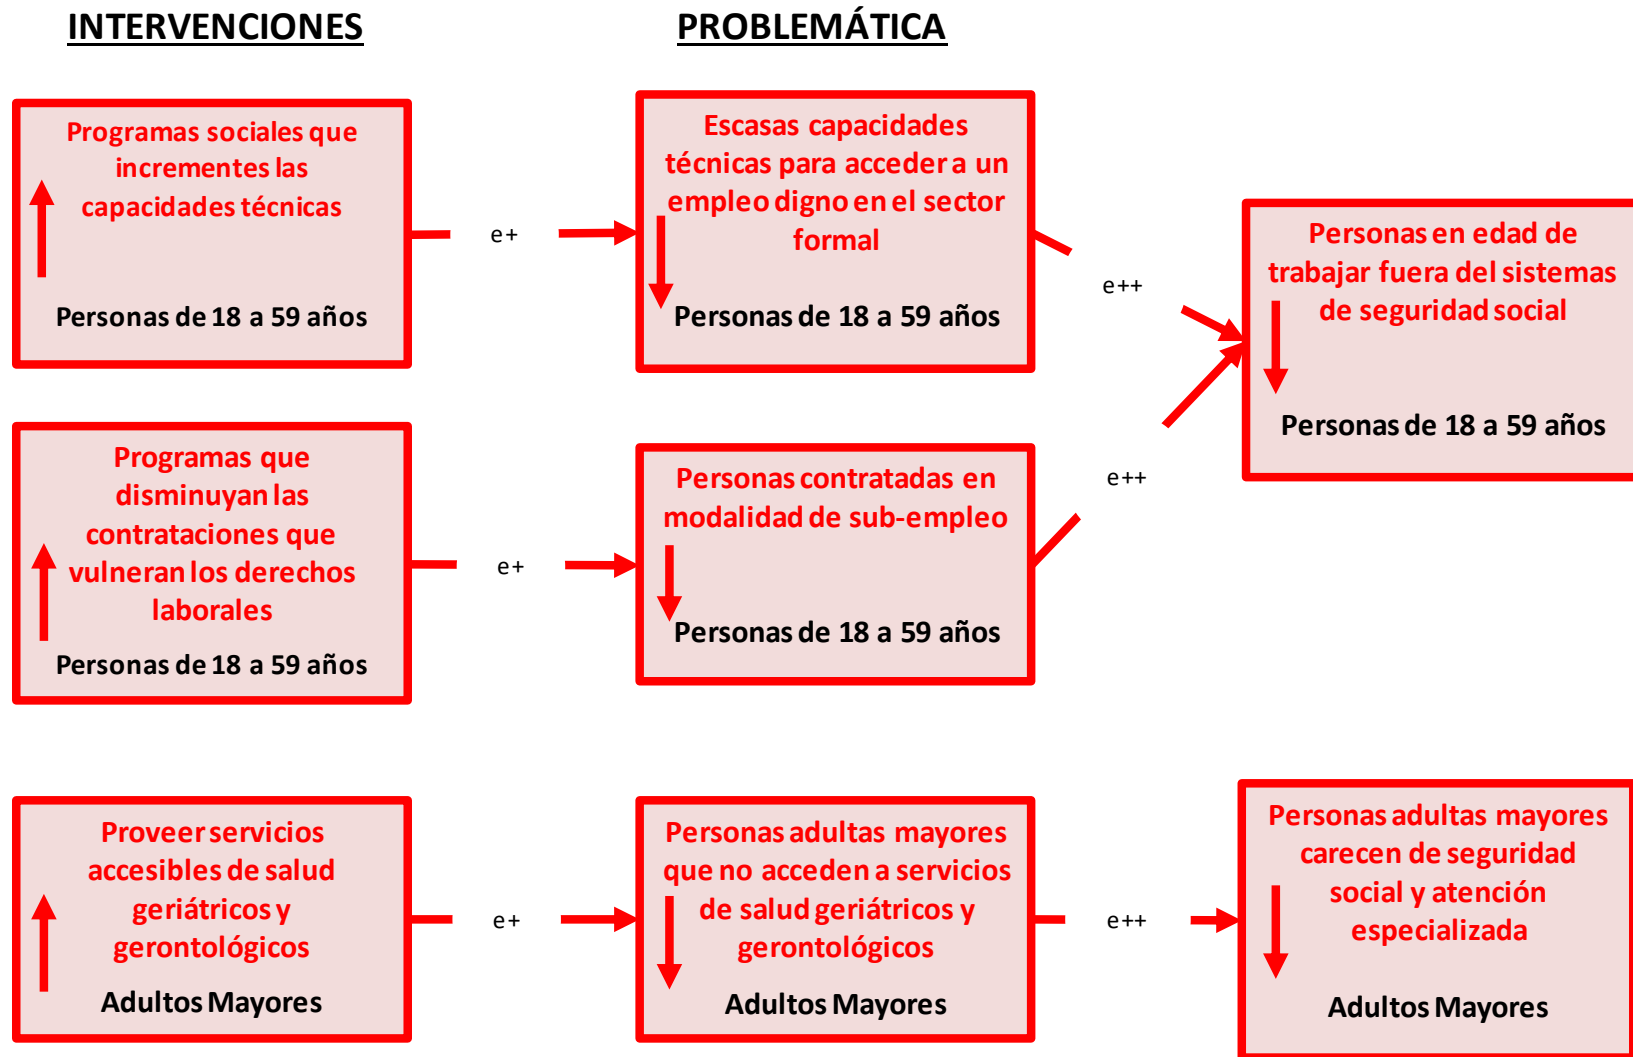 INTERVENCIONES
PROBLEMÁTICA
Programas sociales que
incrementes las
capacidades técnicas
Personas de 18 a 59 años
e+
Escasas capacidades
técnicas para acceder a un
empleo digno en el sector
formal
Personas de 18 a 59 años
e++
Personas en edad de
trabajar fuera del sistemas
de seguridad social
Personas de 18 a 59 años
Programas que
disminuyan las
contrataciones que
vulneran los derechos
laborales
Personas de 18 a 59 años
e+
Personas contratadas en
modalidad de sub-empleo
Personas de 18 a 59 años
e++
Proveer servicios
accesibles de salud
geriátricos y
gerontológicos
Adultos Mayores
e+
Personas adultas mayores
que no acceden a servicios
de salud geriátricos y
gerontológicos
Adultos Mayores
e++
Personas adultas mayores
carecen de seguridad
social y atención
especializada
Adultos Mayores